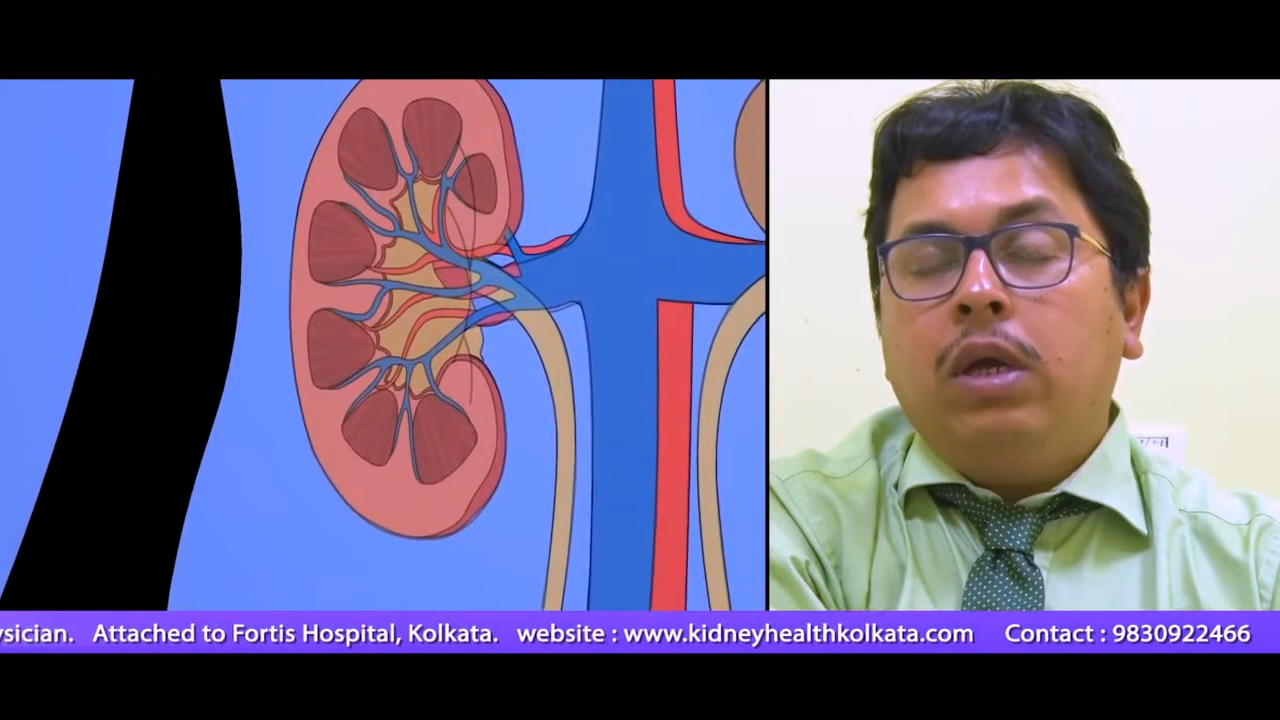 ysician. Attached to Fortis Hospital, Kolkata. website : www.kidneyhealthkolkata.com Contact : 9830922466